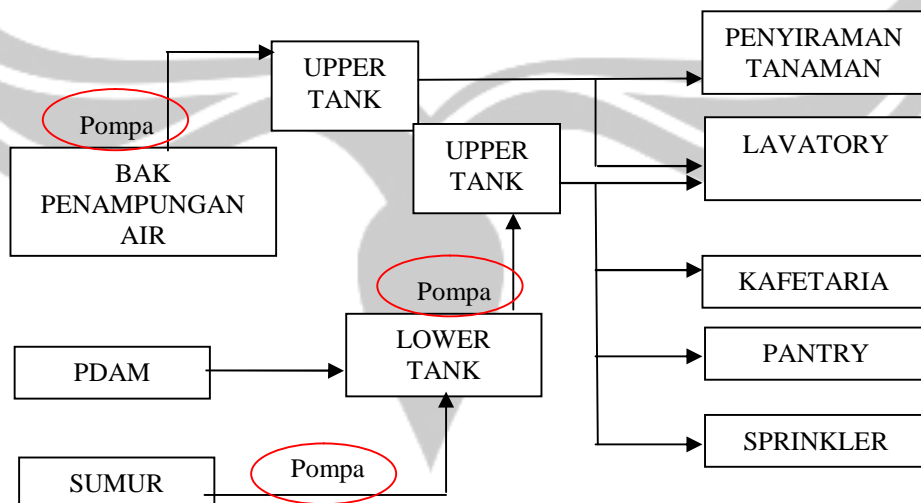 PENYIRAMAN
TANAMAN
UPPER
TANK
Pompa
LAVATORY
UPPER
TANK
BAK
PENAMPUNGAN
AIR
KAFETARIA
Pompa
LOWER
TANK
PANTRY
PDAM
SPRINKLER
Pompa
SUMUR